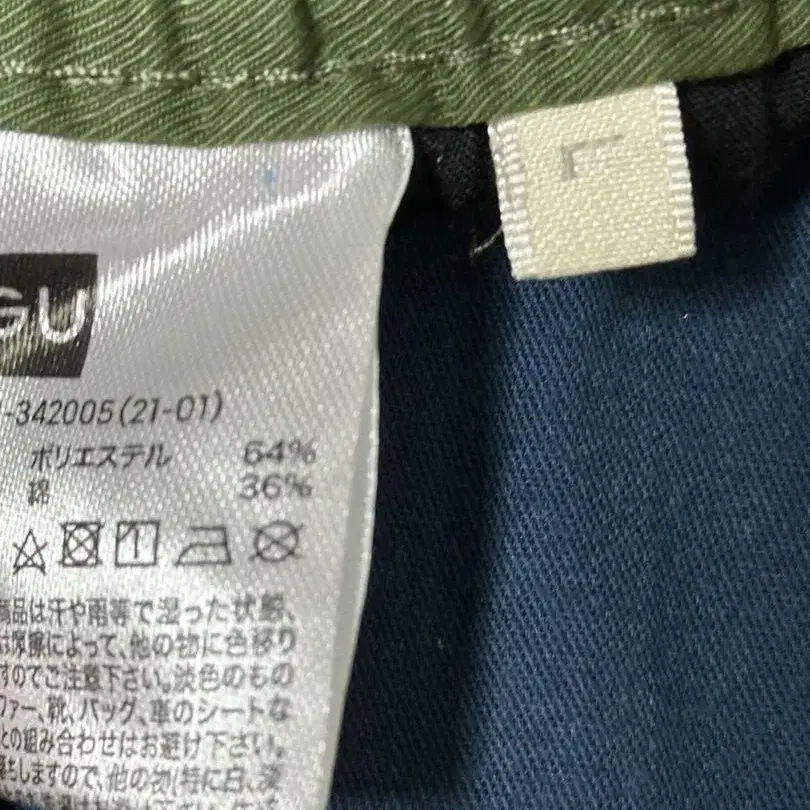 L
GU
-342005(21-01)
ポリエステル 64%
綿 36%
商品は汗や雨等で湿った状態、
は摩擦によって、他の物に色移り
すのでご注意下さい。淡色のもの
ファー、靴、バッグ、車のシートな
との組み合わせはお避け下さい。
落ちしますので、他の物(特に白、淡